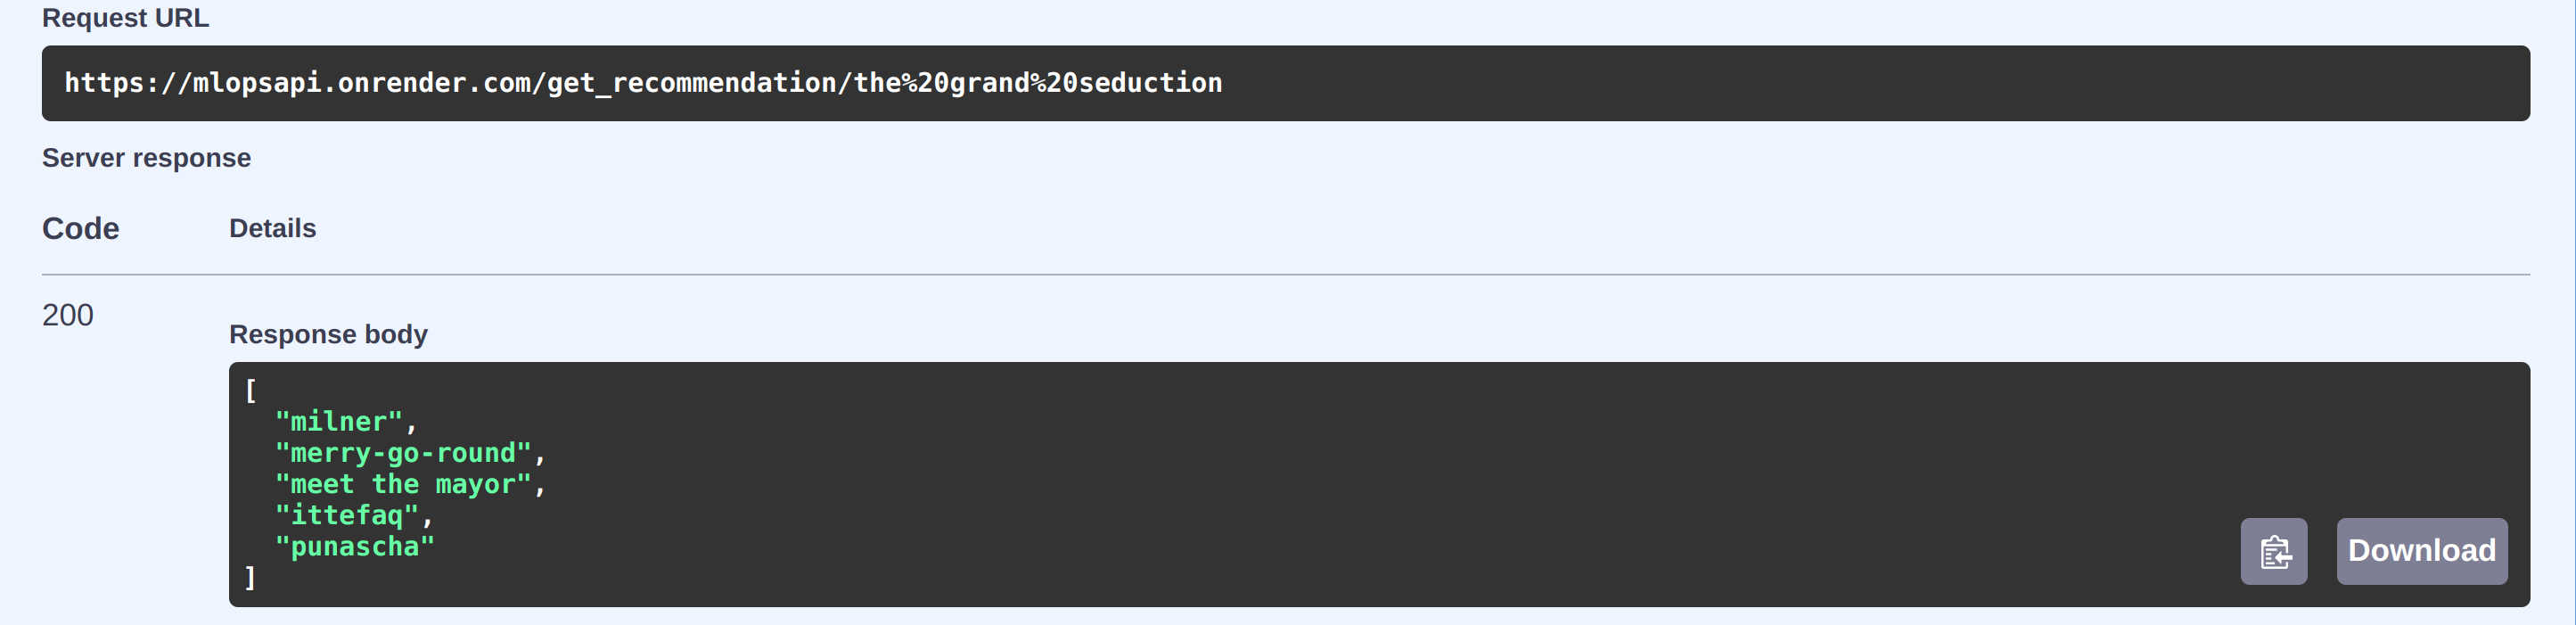 Request URL
https://mlopsapi.onrender.com/get_recommendation/the%20grand%20seduction
Server response
Code Details
200
Response body
[
"milner",
"merry-go-round",
"meet the mayor",
"ittefaq",
"punascha"
]
Download